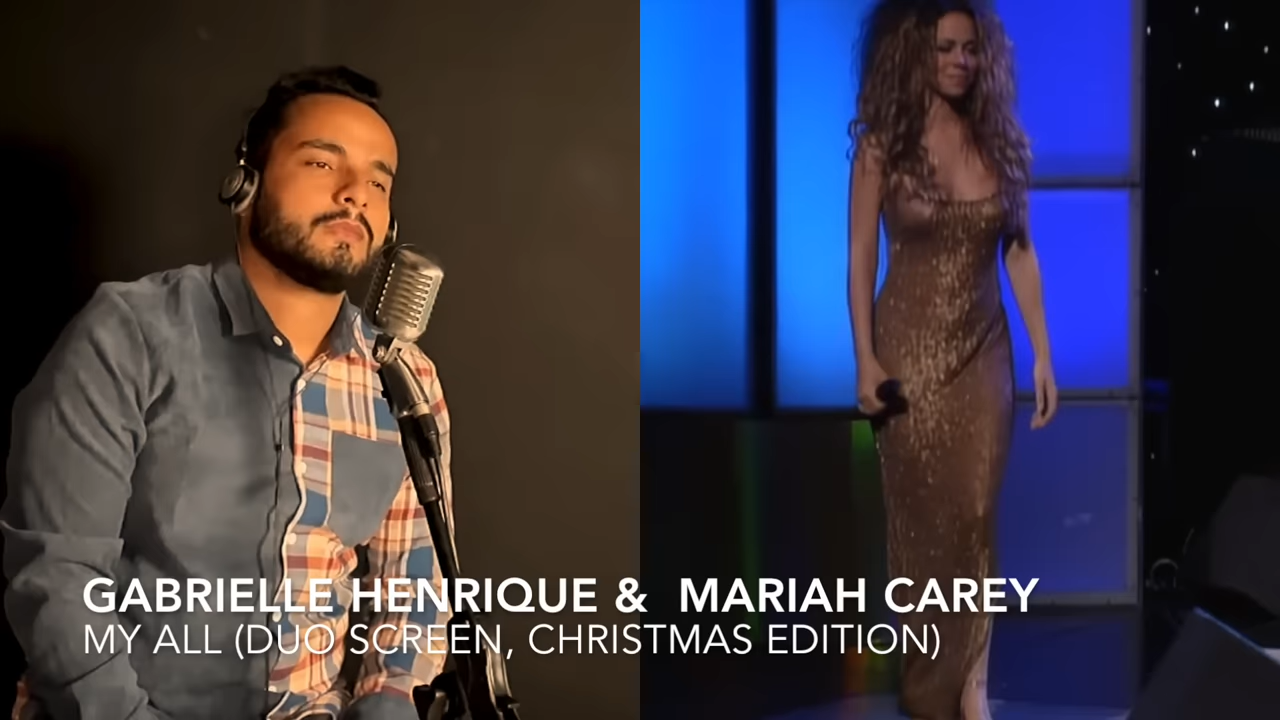 GABRIELLE HENRIQUE & MARIAH CAREY
MY ALL (DUO SCREEN, CHRISTMAS EDITION)